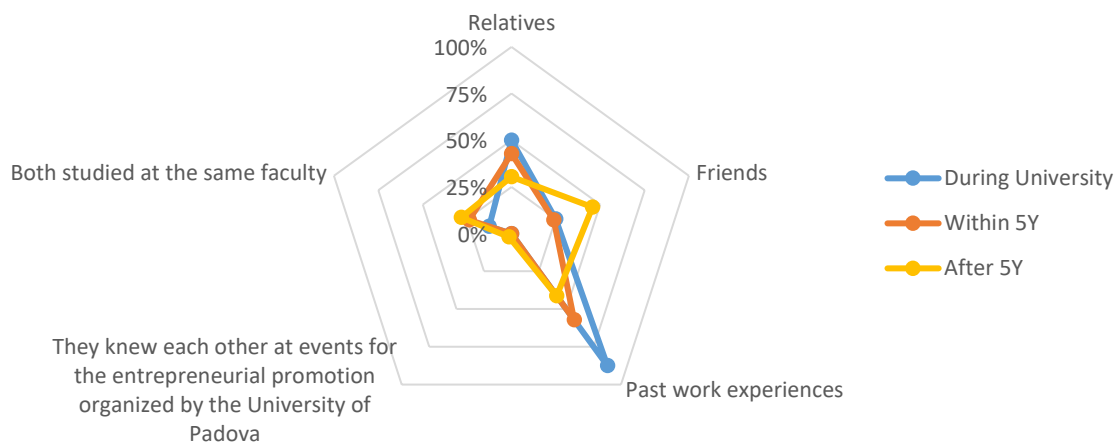 Relatives
100%
75%
50%
25%
0%
Both studied at the same faculty
Friends
During University
Within 5Y
After 5Y
They knew each other at events for
the entrepreneurial promotion
organized by the University of
Padova
Past work experiences